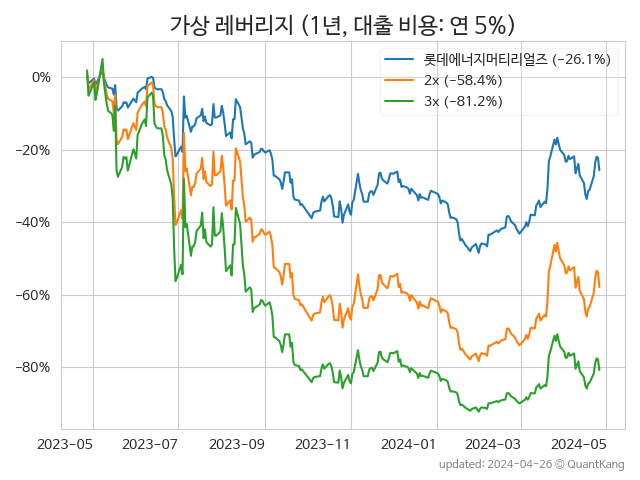 가상 레버리지 (1년, 대출 비용: 연 5%)
롯데에너지머티리얼즈 (−26.1%)
2x (−58.4%)
3x (−81.2%)
0%
−20%
−40%
−60%
−80%
2023-05 2023-07 2023-09 2023-11 2024-01 2024-03 2024-05
updated: 2024-04-26 © QuantKang